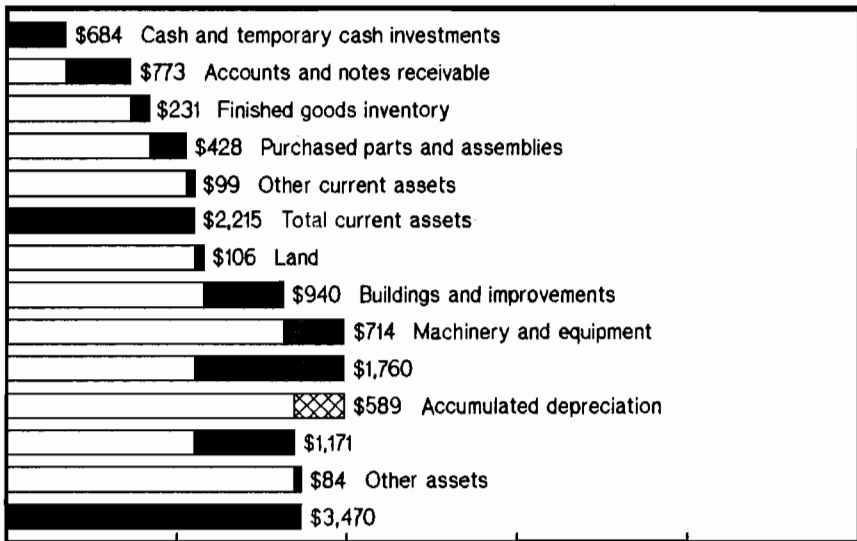 $684 Cash and temporary cash investments
$773 Accounts and notes receivable
$231 Finished goods inventory
$428 Purchased parts and assemblies
$99 Other current assets
$2,215 Total current assets
$106 Land
$940 Buildings and improvements
$714 Machinery and equipment
$1,760
$589 Accumulated depreciation
$1,171
$84 Other assets
$3,470